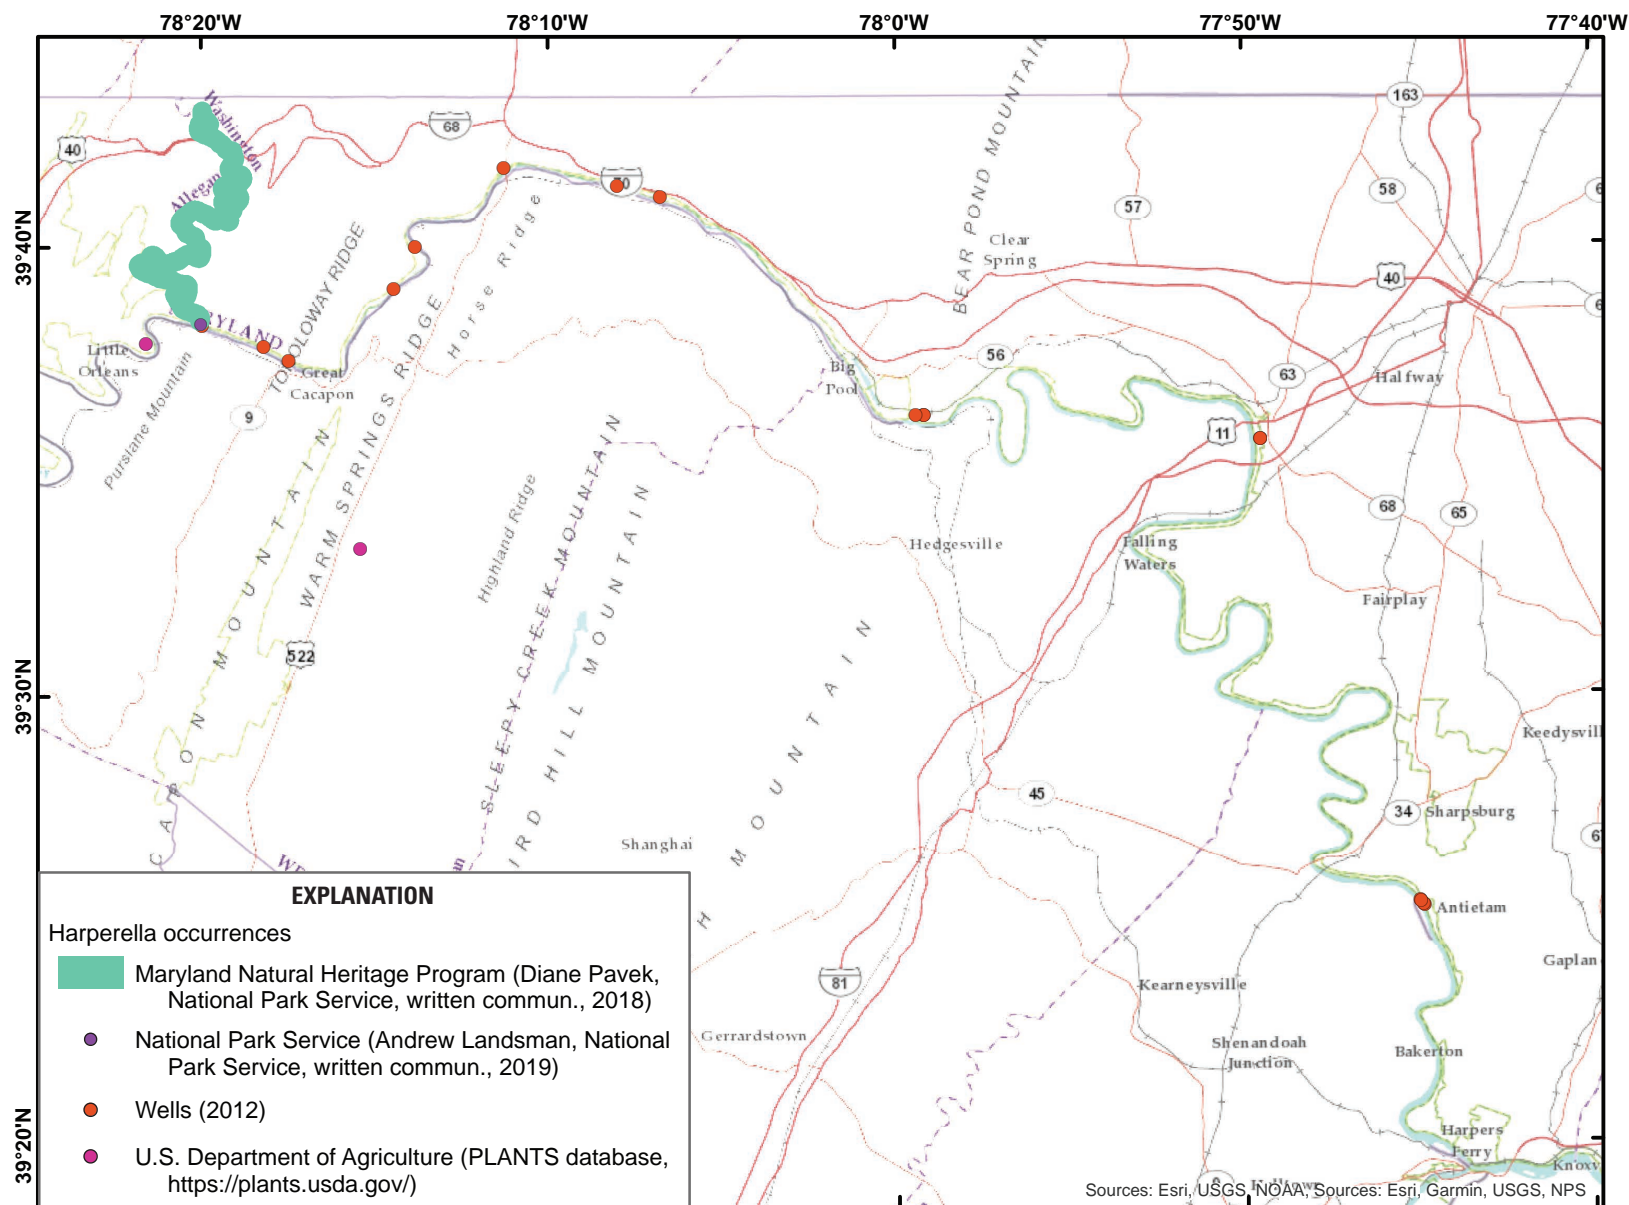 78°20'W
78°10'W
78°0'W
77°50'W
77°40'W
39°40'N
39°30'N
39°20'N
Washington
Allegan
163
40
68
70
58
57
Clear
Spring
BEAR POND MOUNTAIN
40
MARYLAND
TONOLOWAY RIDGE
Horse Ridge
WARM SPRINGS RIDGE
Little
Orleans
Purslane Mountain
Great
Cacapon
9
Big
Pool
56
63
Halfway
11
68
65
Highland Ridge
Hedgesville
Falling
Waters
Fairplay
522
CACAPON MOUNTAIN
SLEEPY CREEK MOUNTAIN
IRD HILL MOUNTAIN
H MOUNTAIN
Keedysvill
45
34
Sharpsburg
Shanghai
Antietam
81
Gaplan
Kearneysville
Gerrardstown
Shenandoah
Junction
Bakerton
Harpers
Ferry
Knoxv
EXPLANATION
Harperella occurrences
Maryland Natural Heritage Program (Diane Pavek,
National Park Service, written commun., 2018)
National Park Service (Andrew Landsman, National
Park Service, written commun., 2019)
Wells (2012)
U.S. Department of Agriculture (PLANTS database,
https://plants.usda.gov/)
Sources: Esri, USGS, NOAA, Sources: Esri, Garmin, USGS, NPS